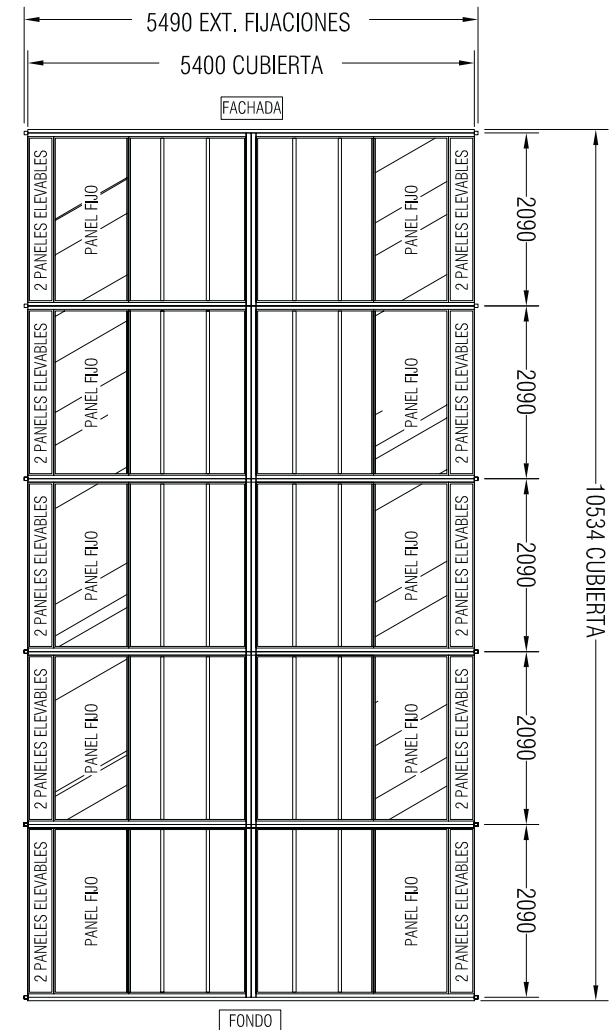 5490 EXT. FIJACIONES
5400 CUBIERTA
FACHADA
2 PANELES ELEVABLES
PANEL FIJO
PANEL FIJO
2 PANELES ELEVABLES
2090
2 PANELES ELEVABLES
PANEL FIJO
PANEL FIJO
2 PANELES ELEVABLES
2090
2 PANELES ELEVABLES
PANEL FIJO
PANEL FIJO
2 PANELES ELEVABLES
2090
10534 CUBIERTA
2 PANELES ELEVABLES
PANEL FIJO
PANEL FIJO
2 PANELES ELEVABLES
2090
2 PANELES ELEVABLES
PANEL FIJO
PANEL FIJO
2 PANELES ELEVABLES
2090
FONDO